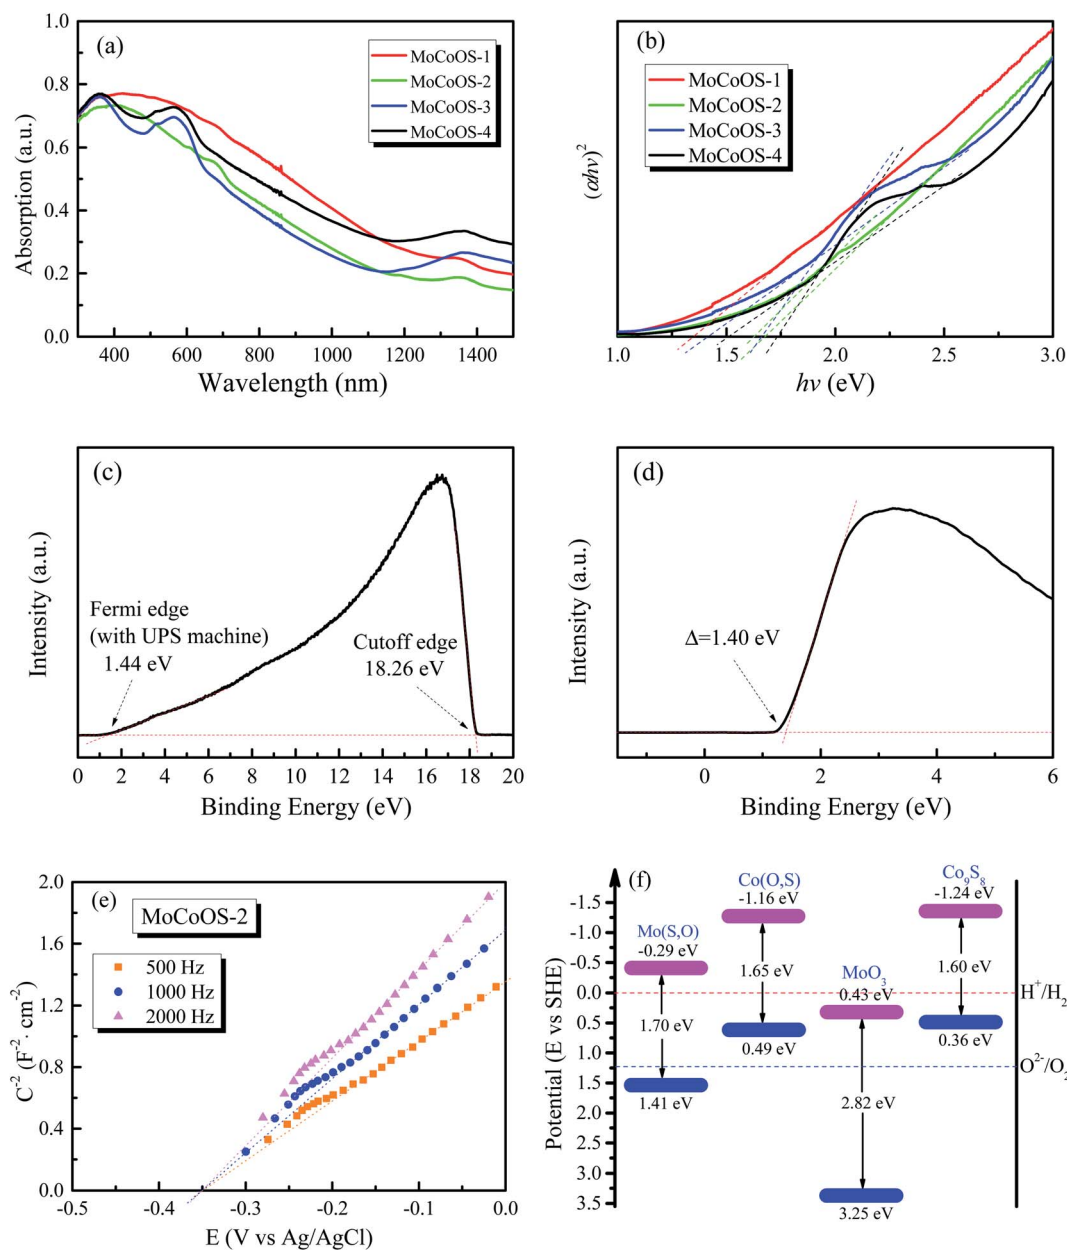 (a)
MoCoOS-1
MoCoOS-2
MoCoOS-3
MoCoOS-4
Absorption (a.u.)
1.0
0.8
0.6
0.4
0.2
0.0
400 600 800 1000 1200 1400
Wavelength (nm)
(b)
MoCoOS-1
MoCoOS-2
MoCoOS-3
MoCoOS-4
(αhν)²
1.0 1.5 2.0 2.5 3.0
hν (eV)
(c)
Intensity (a.u.)
Fermi edge
(with UPS machine)
1.44 eV
Cutoff edge
18.26 eV
0 2 4 6 8 10 12 14 16 18 20
Binding Energy (eV)
(d)
Intensity (a.u.)
Δ=1.40 eV
0 2 4 6
Binding Energy (eV)
(e)
MoCoOS-2
500 Hz
1000 Hz
2000 Hz
C⁻² (F⁻²· cm⁻²)
2.0
1.6
1.2
0.8
0.4
0.0
-0.5 -0.4 -0.3 -0.2 -0.1 0.0
E (V vs Ag/AgCl)
(f)
Potential (E vs SHE)
-1.5
-1.0
-0.5
0.0
0.5
1.0
1.5
2.0
2.5
3.0
3.5
Mo(S,O)
-0.29 eV
1.70 eV
1.41 eV
Co(O,S)
-1.16 eV
1.65 eV
0.49 eV
MoO₃
0.43 eV
2.82 eV
3.25 eV
Co₉S₈
-1.24 eV
1.60 eV
0.36 eV
H⁺/H₂
O²⁻/O₂